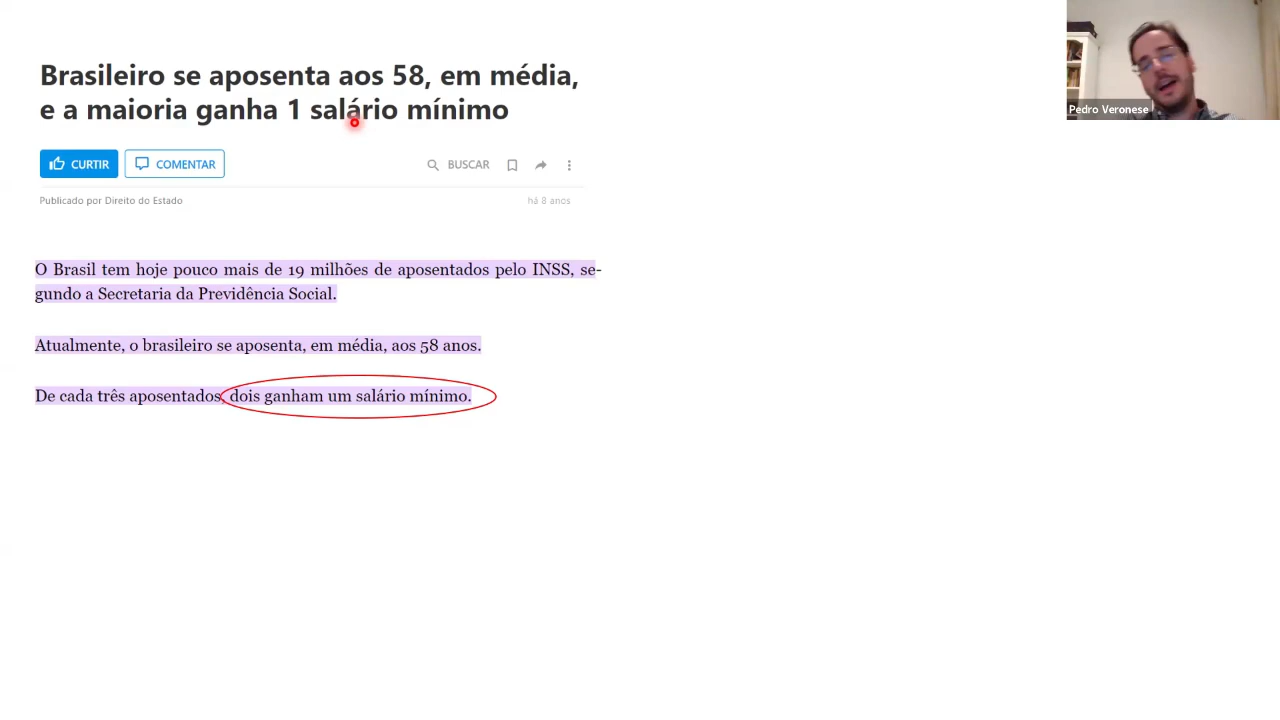 Brasileiro se aposenta aos 58, em média,
e a maioria ganha 1 salário mínimo
CURTIR
COMENTAR
BUSCAR
Publicado por Direito do Estado
há 8 anos
O Brasil tem hoje pouco mais de 19 milhões de aposentados pelo INSS, se-
gundo a Secretaria da Previdência Social.
Atualmente, o brasileiro se aposenta, em média, aos 58 anos.
De cada três aposentados, dois ganham um salário mínimo.
Pedro Veronese